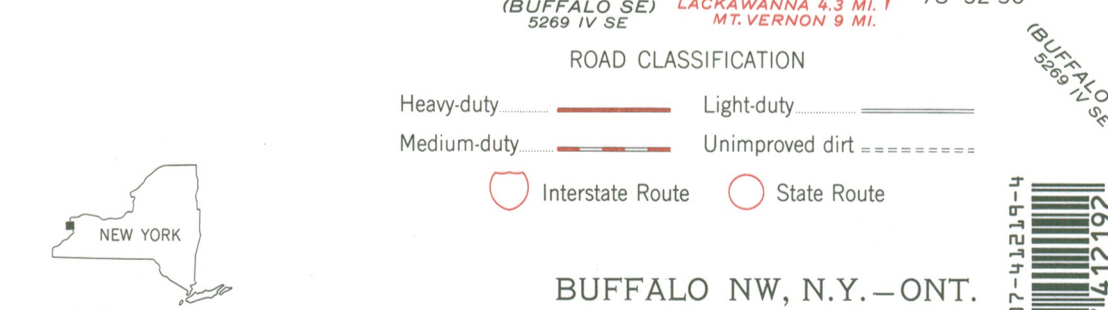 (BUFFALO SE)
5269 IV SE
LACKAWANNA 4.3 MI.
MT. VERNON 9 MI.
ROAD CLASSIFICATION
Heavy-duty
Light-duty
Medium-duty
Unimproved dirt
Interstate Route
State Route
NEW YORK
BUFFALO NW, N.Y.–ONT.
(BUFFALO
5269 IV SE